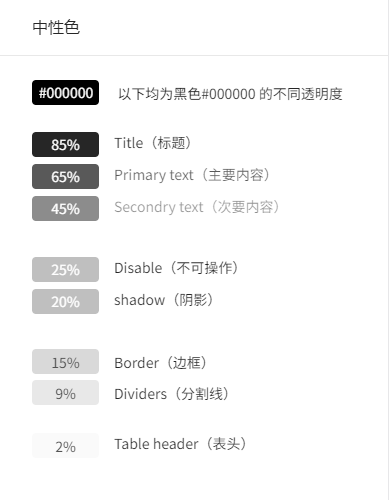 中性色
#000000 以下均为黑色#000000 的不同透明度
85% Title（标题）
65% Primary text（主要内容）
45% Secondry text（次要内容）
25% Disable（不可操作）
20% shadow（阴影）
15% Border（边框）
9% Dividers（分割线）
2% Table header（表头）